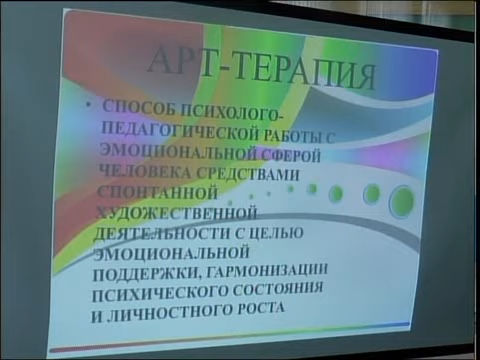 АРТ-ТЕРАПИЯ
• СПОСОБ ПСИХОЛОГО-
ПЕДАГОГИЧЕСКОЙ РАБОТЫ С
ЭМОЦИОНАЛЬНОЙ СФЕРОЙ
ЧЕЛОВЕКА СРЕДСТВАМИ
СПОНТАННОЙ
ХУДОЖЕСТВЕННОЙ
ДЕЯТЕЛЬНОСТИ С ЦЕЛЬЮ
ЭМОЦИОНАЛЬНОЙ
ПОДДЕРЖКИ, ГАРМОНИЗАЦИИ
ПСИХИЧЕСКОГО СОСТОЯНИЯ
И ЛИЧНОСТНОГО РОСТА